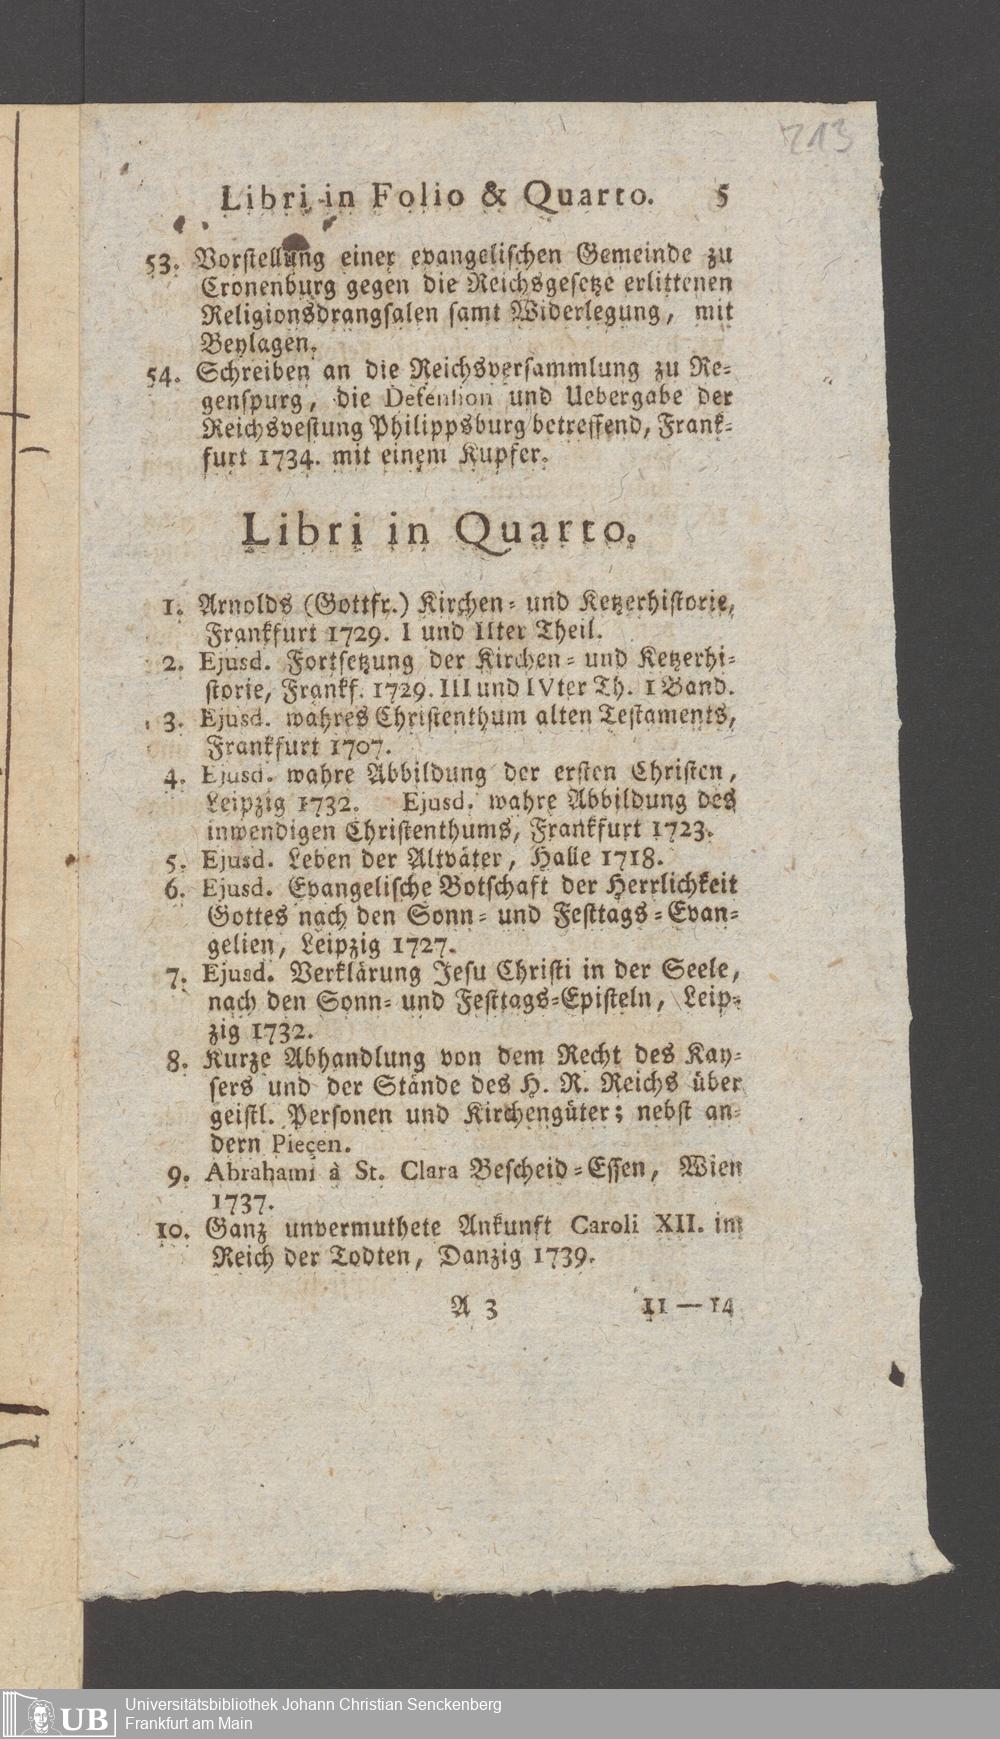 213
Libri in Folio & Quarto. 5
53. Vorstellung einer evangelischen Gemeinde zu
Cronenburg gegen die Reichsgesetze erlittenen
Religionsdrangsalen samt Widerlegung, mit
Beylagen.
54. Schreiben an die Reichsversammlung zu Re-
genspurg, die Defension und Uebergabe der
Reichsvestung Philippsburg betreffend, Frank-
furt 1734. mit einem Kupfer.
Libri in Quarto.
1. Arnolds (Gottfr.) Kirchen- und Ketzerhistorie,
Frankfurt 1729. I und IIter Theil.
2. Ejusd. Fortsetzung der Kirchen- und Ketzerhi-
storie, Frankf. 1729. III und IVter Th. 1 Band.
3. Ejusd. wahres Christenthum alten Testaments,
Frankfurt 1707.
4. Ejusd. wahre Abbildung der ersten Christen,
Leipzig 1732. Ejusd. wahre Abbildung des
inwendigen Christenthums, Frankfurt 1723.
5. Ejusd. Leben der Altväter, Halle 1718.
6. Ejusd. Evangelische Botschaft der Herrlichkeit
Gottes nach den Sonn- und Festtags-Evan-
gelien, Leipzig 1727.
7. Ejusd. Verklärung Jesu Christi in der Seele,
nach den Sonn- und Festtags-Episteln, Leip-
zig 1732.
8. Kurze Abhandlung von dem Recht des Kay-
sers und der Stände des H. R. Reichs über
geistl. Personen und Kirchengüter; nebst an-
dern Pieçen.
9. Abrahami à St. Clara Bescheid-Essen, Wien
1737.
10. Ganz unvermuthete Ankunft Caroli XII. im
Reich der Todten, Danzig 1739.
A 3 11—14
UB Universitätsbibliothek Johann Christian Senckenberg
Frankfurt am Main